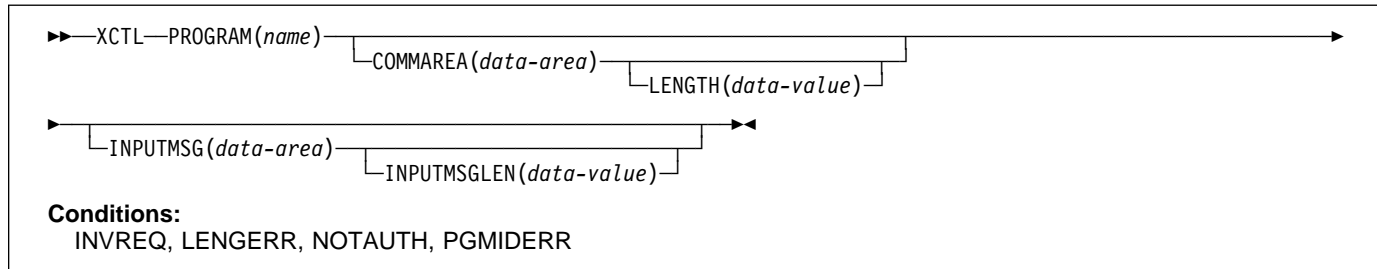 XCTL PROGRAM(name)
COMMAREA(data-area)
LENGTH(data-value)
INPUTMSG(data-area)
INPUTMSGLEN(data-value)
Conditions:
INVREQ, LENGERR, NOTAUTH, PGMIDERR